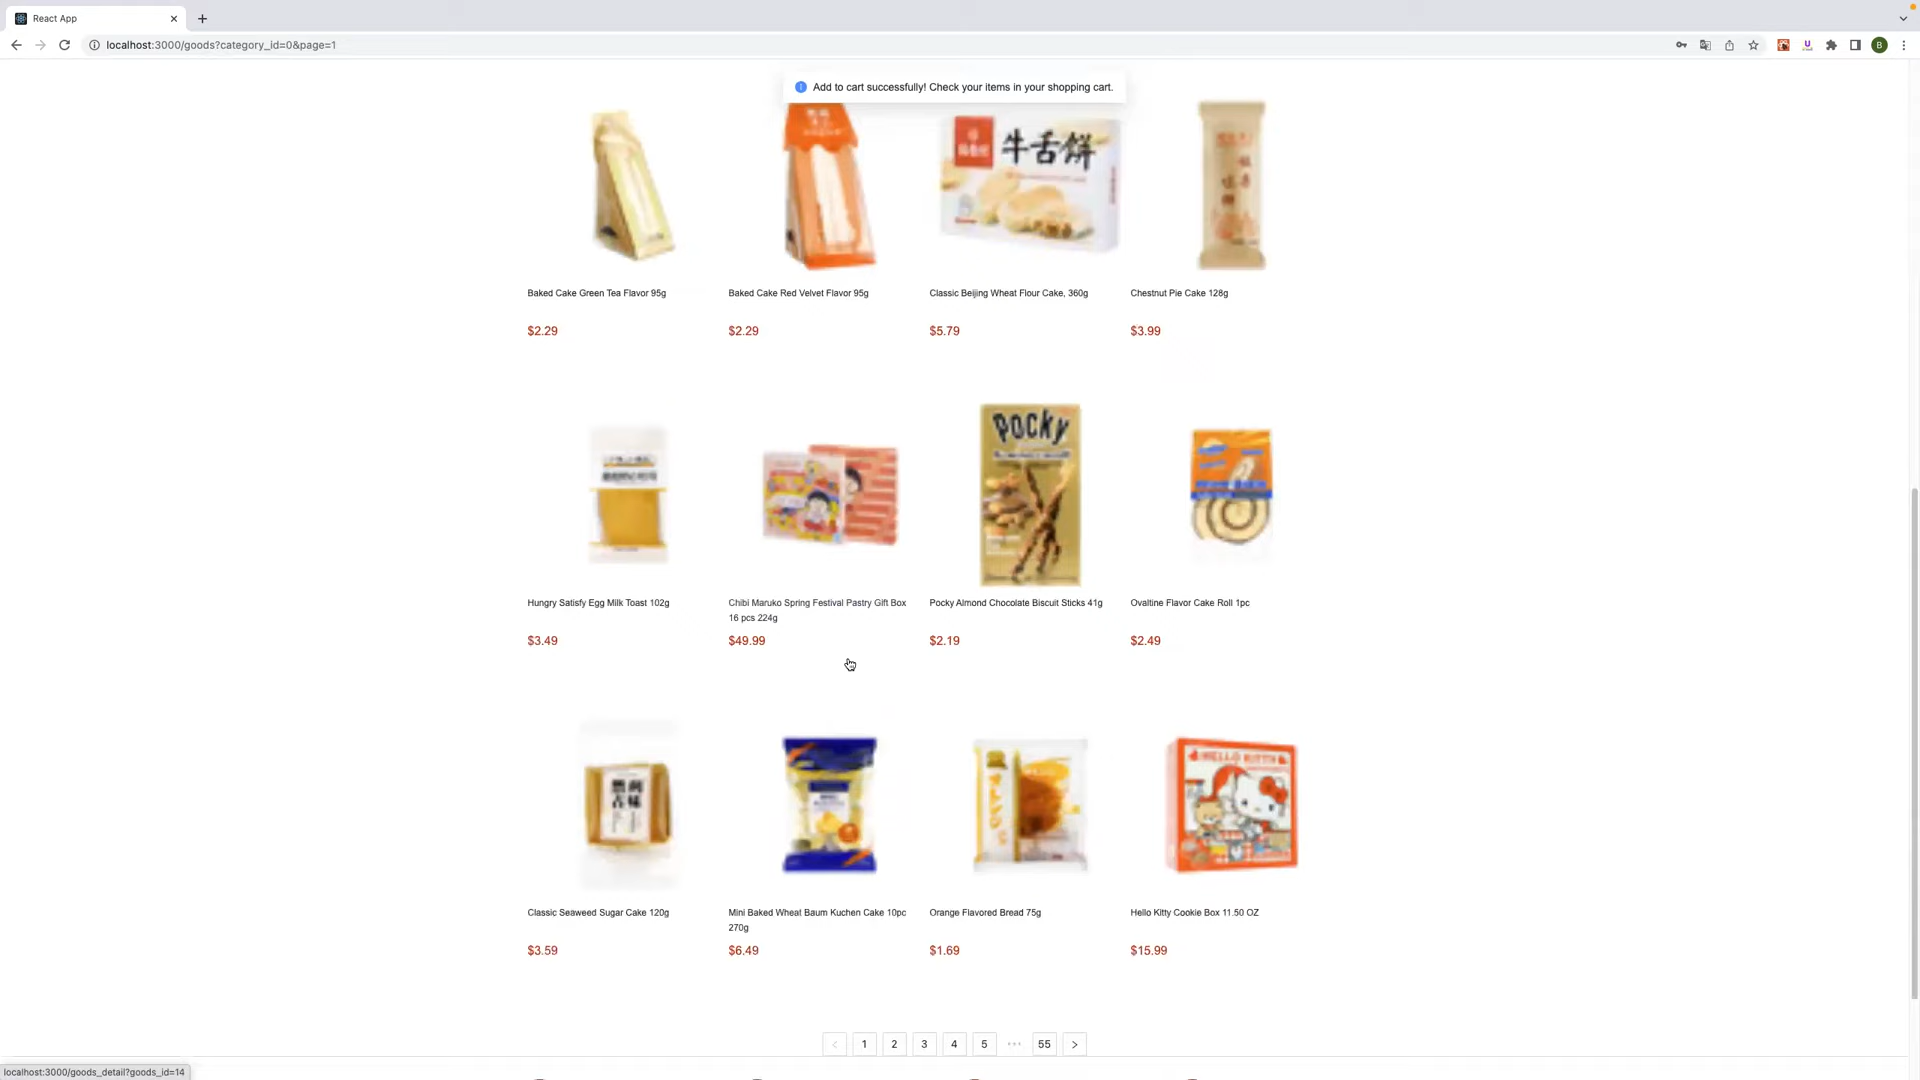 React App
localhost:3000/goods?category_id=0&page=1
B
Add to cart successfully! Check your items in your shopping cart.
牛舌饼
Baked Cake Green Tea Flavor 95g
Baked Cake Red Velvet Flavor 95g
Classic Beijing Wheat Flour Cake, 360g
Chestnut Pie Cake 128g
$2.29
$2.29
$5.79
$3.99
POCKY
Hungry Satisfy Egg Milk Toast 102g
Chibi Maruko Spring Festival Pastry Gift Box
16 pcs 224g
Pocky Almond Chocolate Biscuit Sticks 41g
Ovaltine Flavor Cake Roll 1pc
$3.49
$49.99
$2.19
$2.49
HELLO KITTY
Classic Seaweed Sugar Cake 120g
Mini Baked Wheat Baum Kuchen Cake 10pc
270g
Orange Flavored Bread 75g
Hello Kitty Cookie Box 11.50 OZ
$3.59
$6.49
$1.69
$15.99
< 1 2 3 4 5 ••• 55 >
localhost:3000/goods_detail?goods_id=14